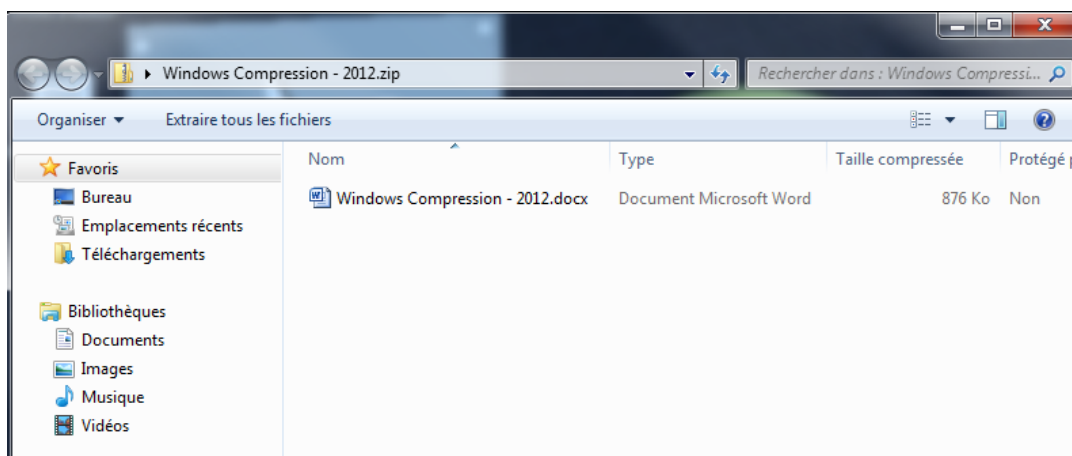 Windows Compression - 2012.zip
Rechercher dans : Windows Compressi...
Organiser
Extraire tous les fichiers
Nom
Type
Taille compressée
Protégé p
Windows Compression - 2012.docx
Document Microsoft Word
876 Ko
Non
Favoris
Bureau
Emplacements récents
Téléchargements
Bibliothèques
Documents
Images
Musique
Vidéos